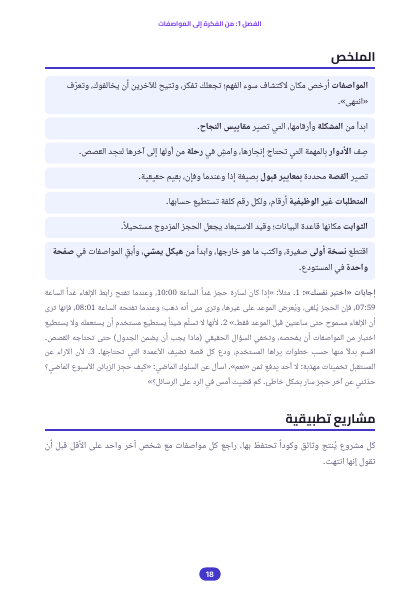 الفصل 1: من الفكرة إلى المواصفات
الملخص
المواصفات أرخص مكان لاكتشاف سوء الفهم؛ تجعلك تفكر، وتتيح للآخرين أن يخالفوك، وتعرّف
«انتهى».
ابدأ من المشكلة وأرقامها، التي تصير مقاييس النجاح.
صِف الأدوار بالمهمة التي تحتاج إنجازها، وامشِ في رحلة من أولها إلى آخرها لتجد القصص.
تصير القصة محددة بمعايير قبول بصيغة إذا وعندما وفإن، بقيم حقيقية.
المتطلبات غير الوظيفية أرقام، ولكل رقم كلفة تستطيع حسابها.
الثوابت مكانها قاعدة البيانات؛ وقيد الاستبعاد يجعل الحجز المزدوج مستحيلاً.
اقتطع نسخة أولى صغيرة، واكتب ما هو خارجها، وابدأ من هيكل يمشي، وأبقِ المواصفات في صفحة
واحدة في المستودع.
إجابات «اختبر نفسك»: 1. مثلاً: «إذا كان لسارة حجز غداً الساعة 10:00، وعندما تفتح رابط الإلغاء غداً الساعة
07:59، فإن الحجز يُلغى، ويُعرض الموعد على غيرها، وترى منى أنه ذهب؛ وعندما تفتحه الساعة 08:01، فإنها ترى
أن الإلغاء مسموح حتى ساعتين قبل الموعد فقط.» 2. لأنها لا تسلّم شيئاً يستطيع مستخدم أن يستعمله ولا يستطيع
اختبار من المواصفات أن يفحصه، وتخفي السؤال الحقيقي (ماذا يجب أن يضمن الجدول) حتى تحتاجه القصص.
اقسم بدلاً منها حسب خطوات يراها المستخدم، ودع كل قصة تضيف الأعمدة التي تحتاجها. 3. لأن الآراء عن
المستقبل تخمينات مهذبة: لا أحد يدفع ثمن «نعم». اسأل عن السلوك الماضي: «كيف حجز الزبائن الأسبوع الماضي؟
حدثني عن آخر حجز سار بشكل خاطئ. كم قضيت أمس في الرد على الرسائل؟»
مشاريع تطبيقية
كل مشروع يُنتج وثائق وكوداً تحتفظ بها. راجع كل مواصفات مع شخص آخر واحد على الأقل قبل أن
تقول إنها انتهت.
18